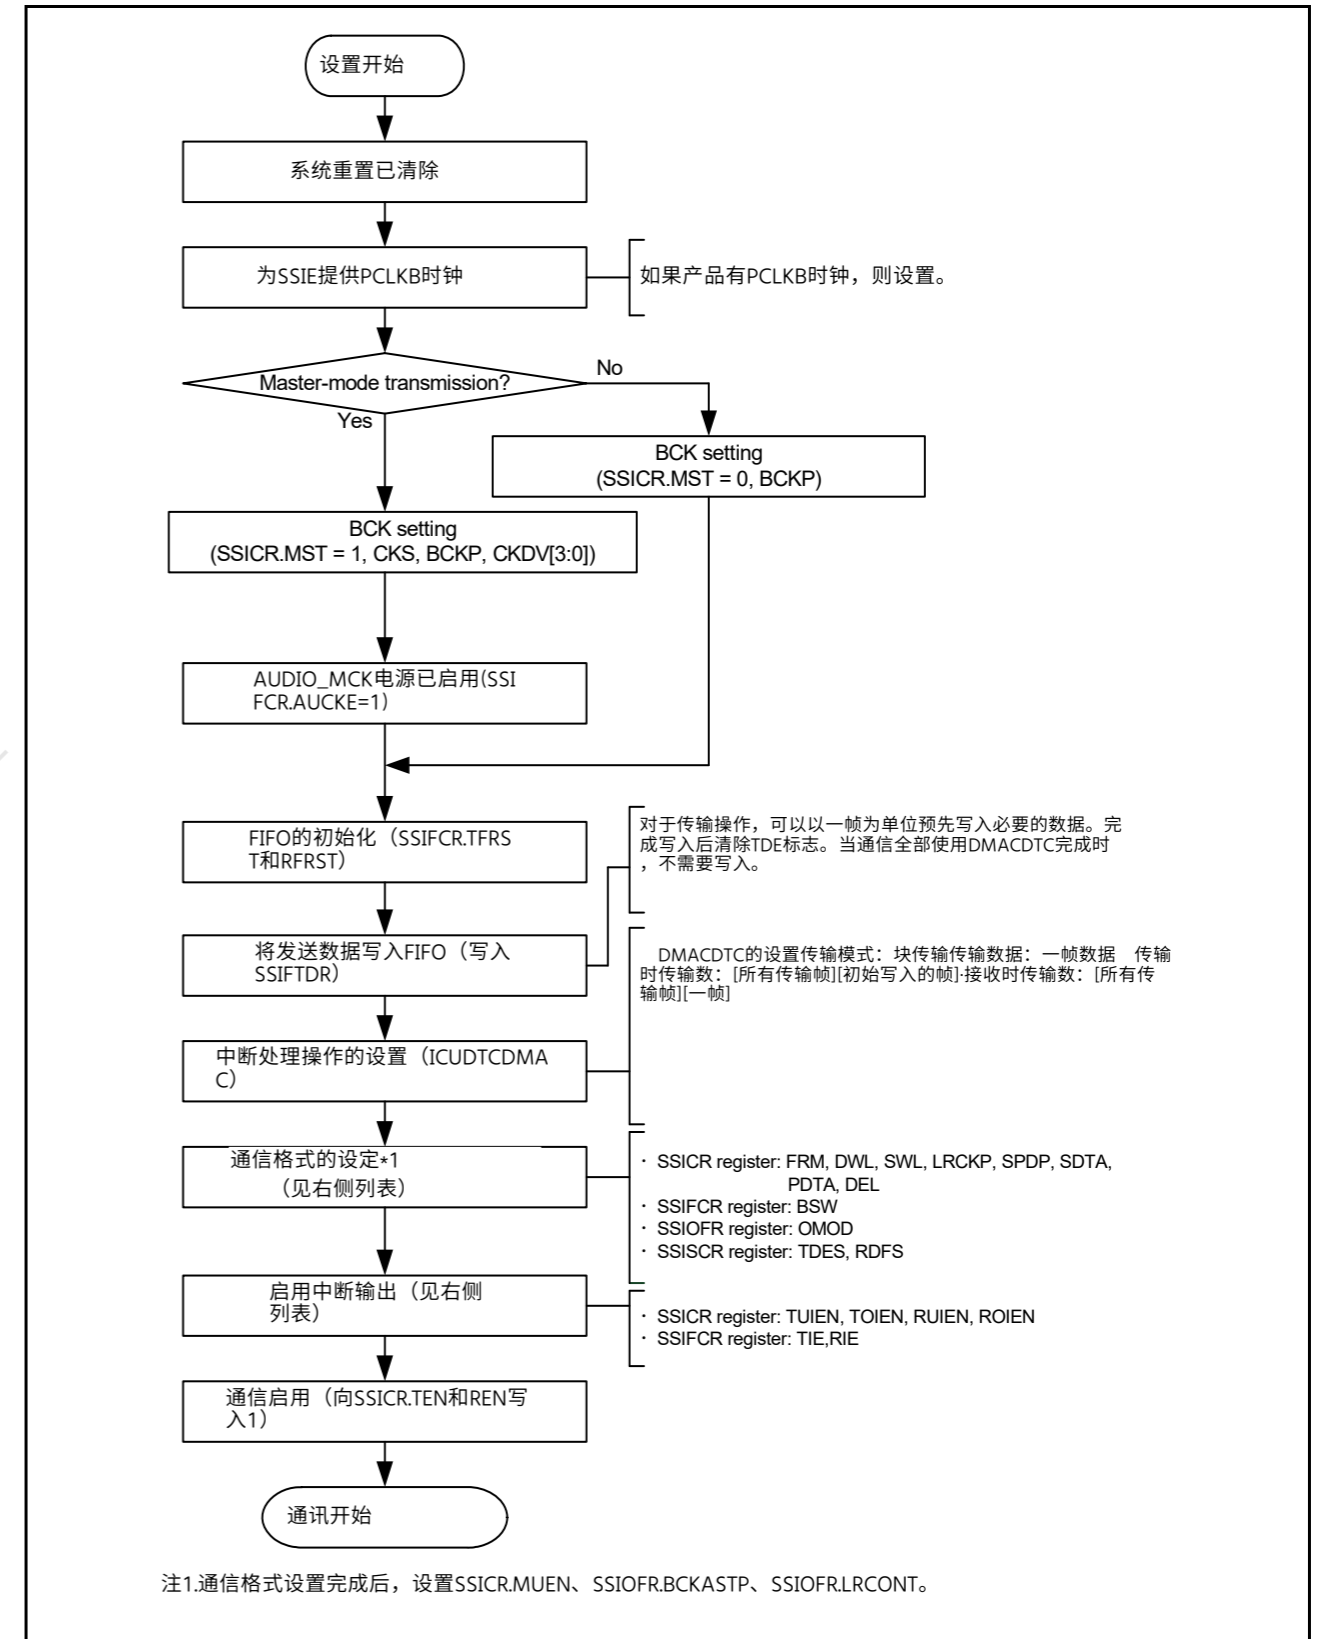 设置开始
系统重置已清除
为SSIE提供PCLKB时钟
如果产品有PCLKB时钟，则设置。
Master-mode transmission?
No
Yes
BCK setting
(SSICR.MST = 0, BCKP)
BCK setting
(SSICR.MST = 1, CKS, BCKP, CKDV[3:0])
AUDIO_MCK电源已启用(SSI
FCR.AUCKE=1)
FIFO的初始化（SSIFCR.TFRS
T和RFRST）
对于传输操作，可以以一帧为单位预先写入必要的数据。完
成写入后清除TDE标志。当通信全部使用DMACDTC完成时
，不需要写入。
将发送数据写入FIFO（写入
SSIFTDR）
DMACDTC的设置传输模式：块传输传输数据：一帧数据 传输
时传输数：[所有传输帧][初始写入的帧]·接收时传输数：[所有传
输帧][一帧]
中断处理操作的设置（ICUDTCDMA
C）
通信格式的设定*1
（见右侧列表）
· SSICR register: FRM, DWL, SWL, LRCKP, SPDP, SDTA,
PDTA, DEL
· SSIFCR register: BSW
· SSIOFR register: OMOD
· SSISCR register: TDES, RDFS
启用中断输出（见右侧
列表）
· SSICR register: TUIEN, TOIEN, RUIEN, ROIEN
· SSIFCR register: TIE,RIE
通信启用（向SSICR.TEN和REN写
入1）
通讯开始
注1.通信格式设置完成后，设置SSICR.MUEN、SSIOFR.BCKASTP、SSIOFR.LRCONT。